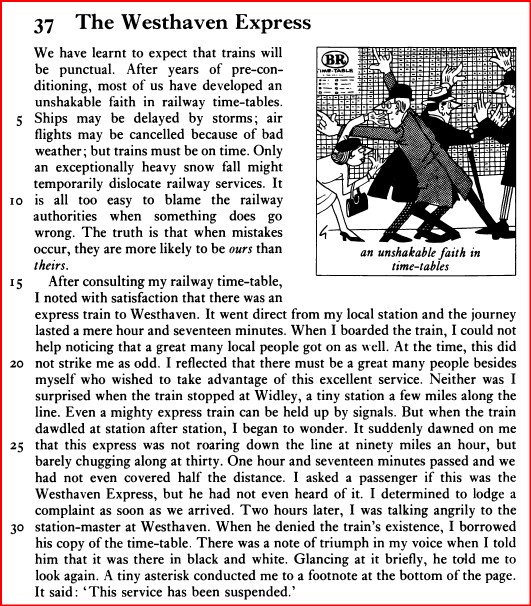 37 The Westhaven Express
We have learnt to expect that trains will
be punctual. After years of pre-con-
ditioning, most of us have developed an
unshakable faith in railway time-tables.
5 Ships may be delayed by storms; air
flights may be cancelled because of bad
weather; but trains must be on time. Only
an exceptionally heavy snow fall might
temporarily dislocate railway services. It
10 is all too easy to blame the railway
authorities when something does go
wrong. The truth is that when mistakes
occur, they are more likely to be ours than
theirs.
BR
TIME-TABLE
an unshakable faith in
time-tables
15 After consulting my railway time-table,
I noted with satisfaction that there was an
express train to Westhaven. It went direct from my local station and the journey
lasted a mere hour and seventeen minutes. When I boarded the train, I could not
help noticing that a great many local people got on as well. At the time, this did
20 not strike me as odd. I reflected that there must be a great many people besides
myself who wished to take advantage of this excellent service. Neither was I
surprised when the train stopped at Widley, a tiny station a few miles along the
line. Even a mighty express train can be held up by signals. But when the train
dawdled at station after station, I began to wonder. It suddenly dawned on me
25 that this express was not roaring down the line at ninety miles an hour, but
barely chugging along at thirty. One hour and seventeen minutes passed and we
had not even covered half the distance. I asked a passenger if this was the
Westhaven Express, but he had not even heard of it. I determined to lodge a
complaint as soon as we arrived. Two hours later, I was talking angrily to the
30 station-master at Westhaven. When he denied the train's existence, I borrowed
his copy of the time-table. There was a note of triumph in my voice when I told
him that it was there in black and white. Glancing at it briefly, he told me to
look again. A tiny asterisk conducted me to a footnote at the bottom of the page.
It said: 'This service has been suspended.'